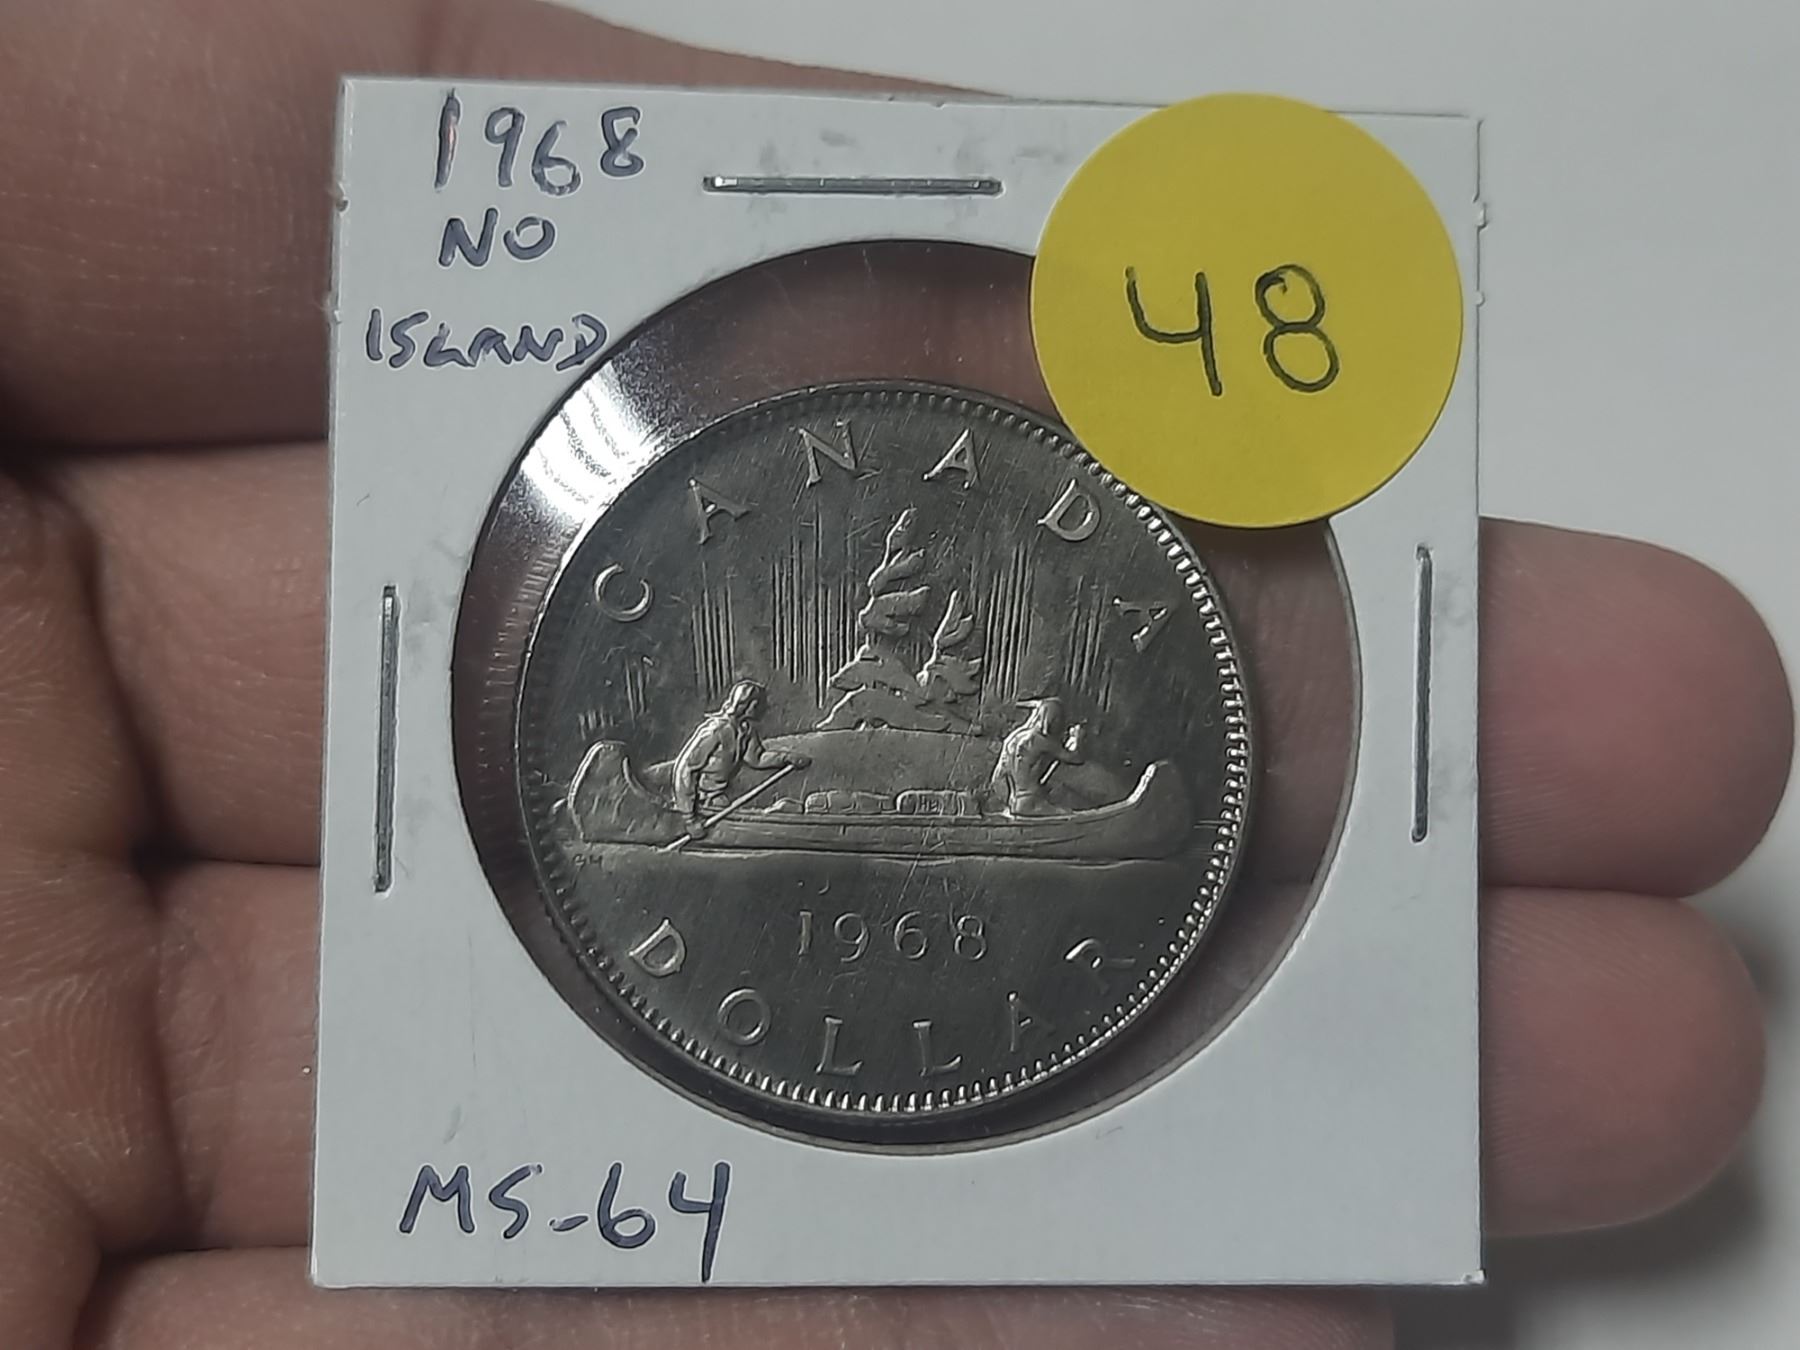 1968
NO
ISLAND
48
CANADA
1968
DOLLAR
MS-64